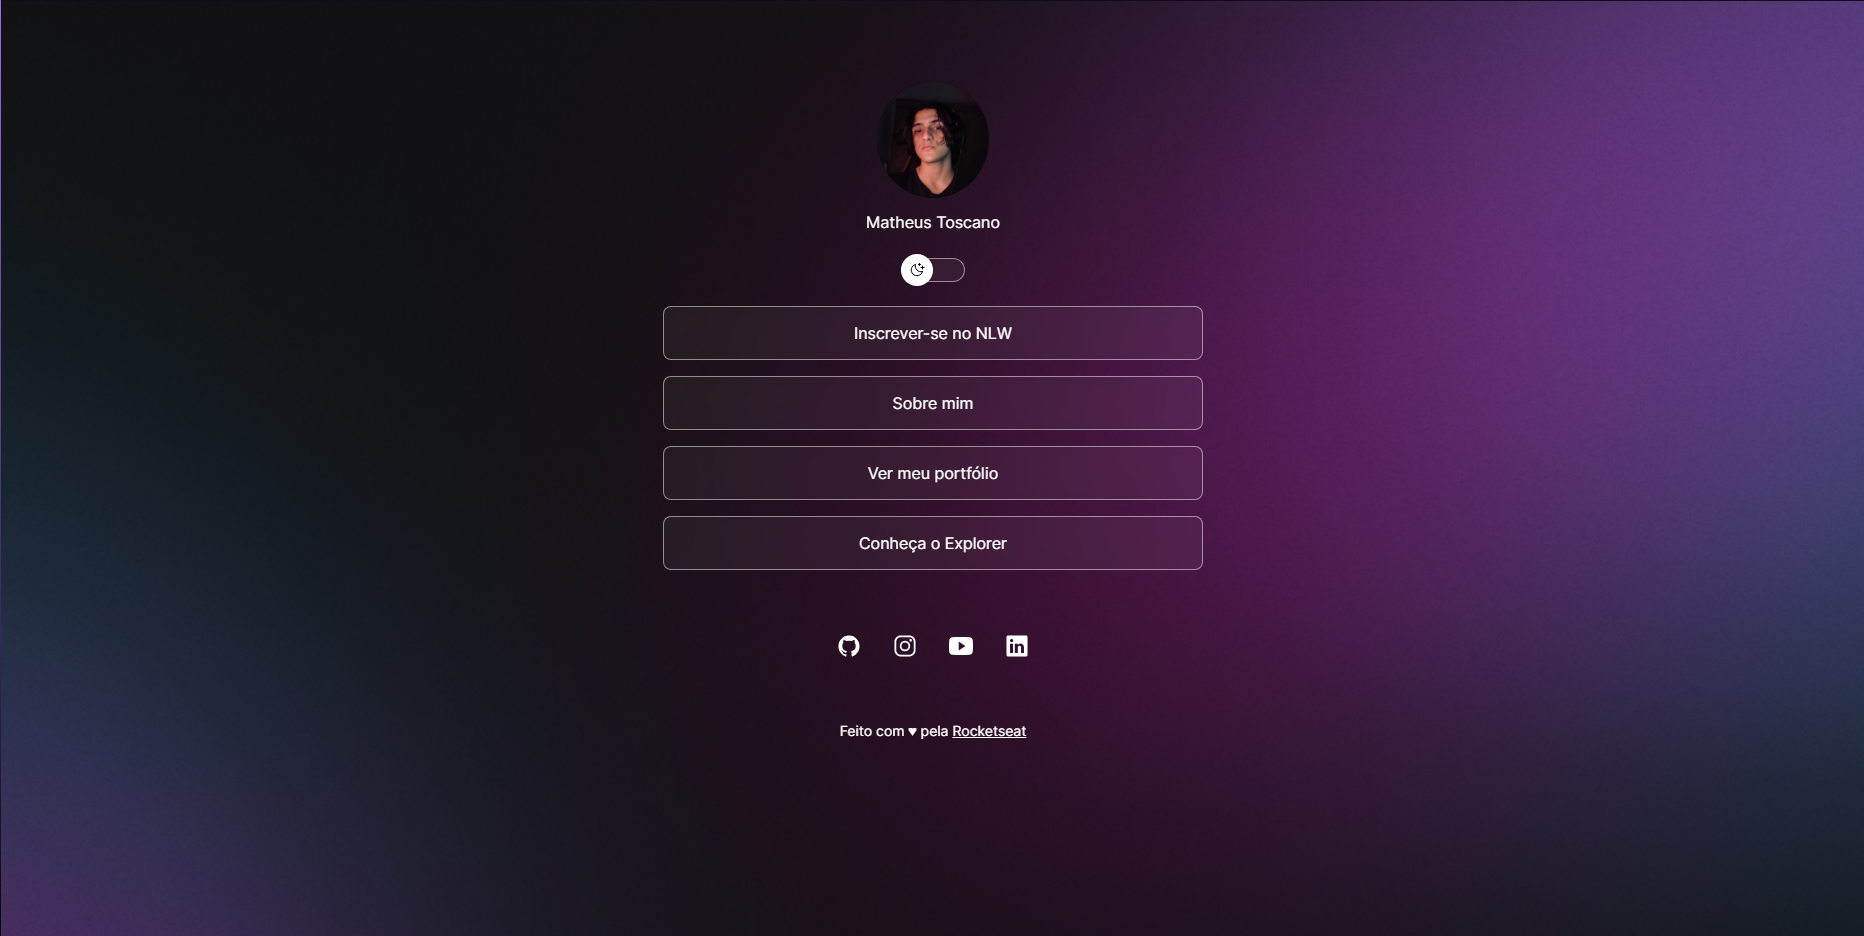 Matheus Toscano
Inscrever-se no NLW
Sobre mim
Ver meu portfólio
Conheça o Explorer
Feito com ♥ pela Rocketseat